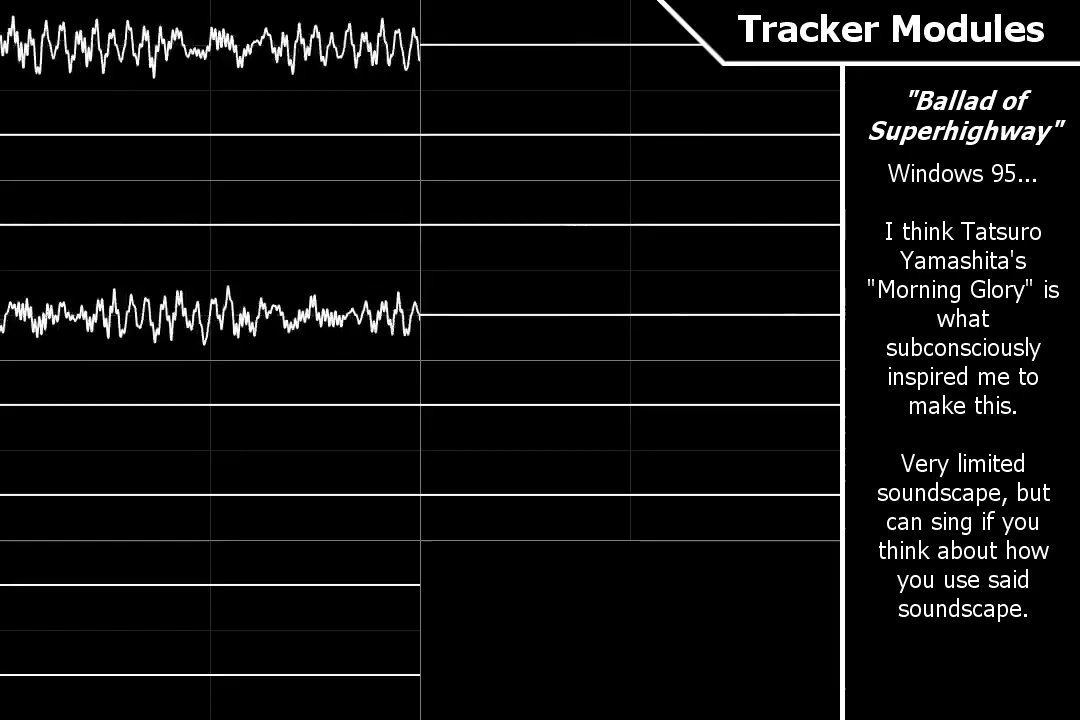 Tracker Modules
"Ballad of
Superhighway"
Windows 95...
I think Tatsuro
Yamashita's
"Morning Glory" is
what
subconsciously
inspired me to
make this.
Very limited
soundscape, but
can sing if you
think about how
you use said
soundscape.